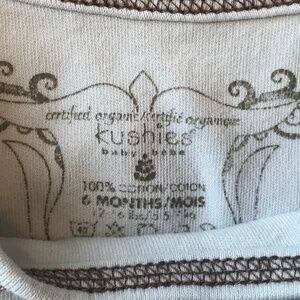 certified organic/certifié organique
kushies
baby bébé
100% COTTON/COTON
6 MONTHS/MOIS